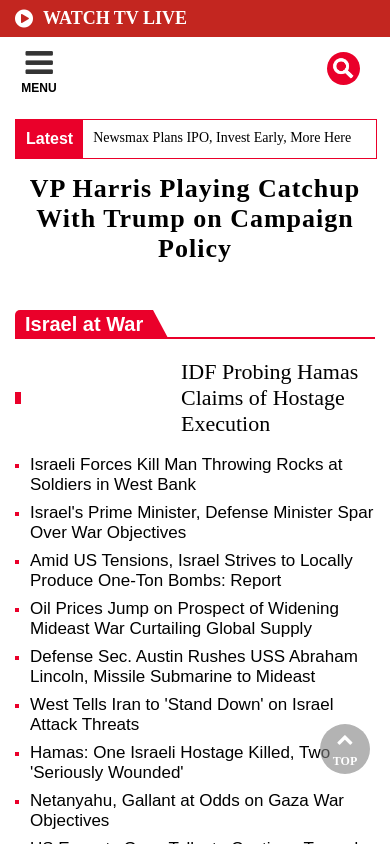 WATCH TV LIVE
MENU
Latest
Newsmax Plans IPO, Invest Early, More Here
VP Harris Playing Catchup
With Trump on Campaign
Policy
Israel at War
IDF Probing Hamas
Claims of Hostage
Execution
Israeli Forces Kill Man Throwing Rocks at
Soldiers in West Bank
Israel's Prime Minister, Defense Minister Spar
Over War Objectives
Amid US Tensions, Israel Strives to Locally
Produce One-Ton Bombs: Report
Oil Prices Jump on Prospect of Widening
Mideast War Curtailing Global Supply
Defense Sec. Austin Rushes USS Abraham
Lincoln, Missile Submarine to Mideast
West Tells Iran to 'Stand Down' on Israel
Attack Threats
Hamas: One Israeli Hostage Killed, Two
'Seriously Wounded'
TOP
Netanyahu, Gallant at Odds on Gaza War
Objectives